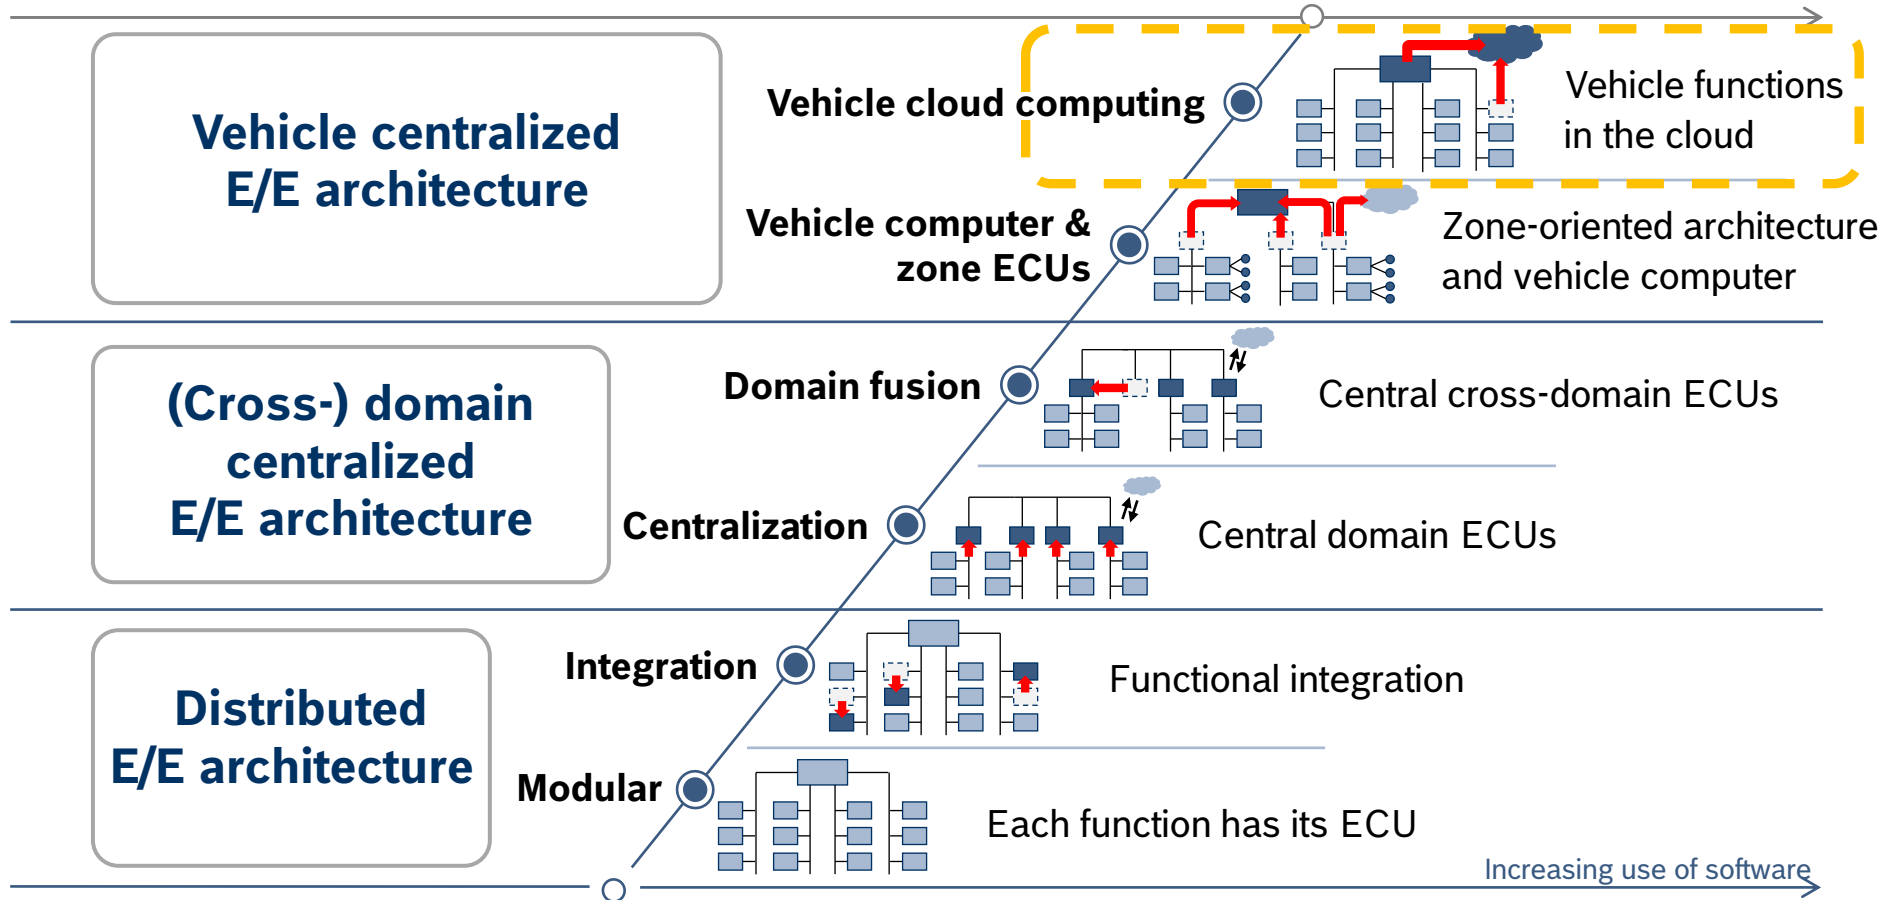 Vehicle centralized
E/E architecture
Vehicle cloud computing
Vehicle functions
in the cloud
Vehicle computer &
zone ECUs
Zone-oriented architecture
and vehicle computer
(Cross-) domain
centralized
E/E architecture
Domain fusion
Central cross-domain ECUs
Centralization
Central domain ECUs
Distributed
E/E architecture
Integration
Functional integration
Modular
Each function has its ECU
Increasing use of software